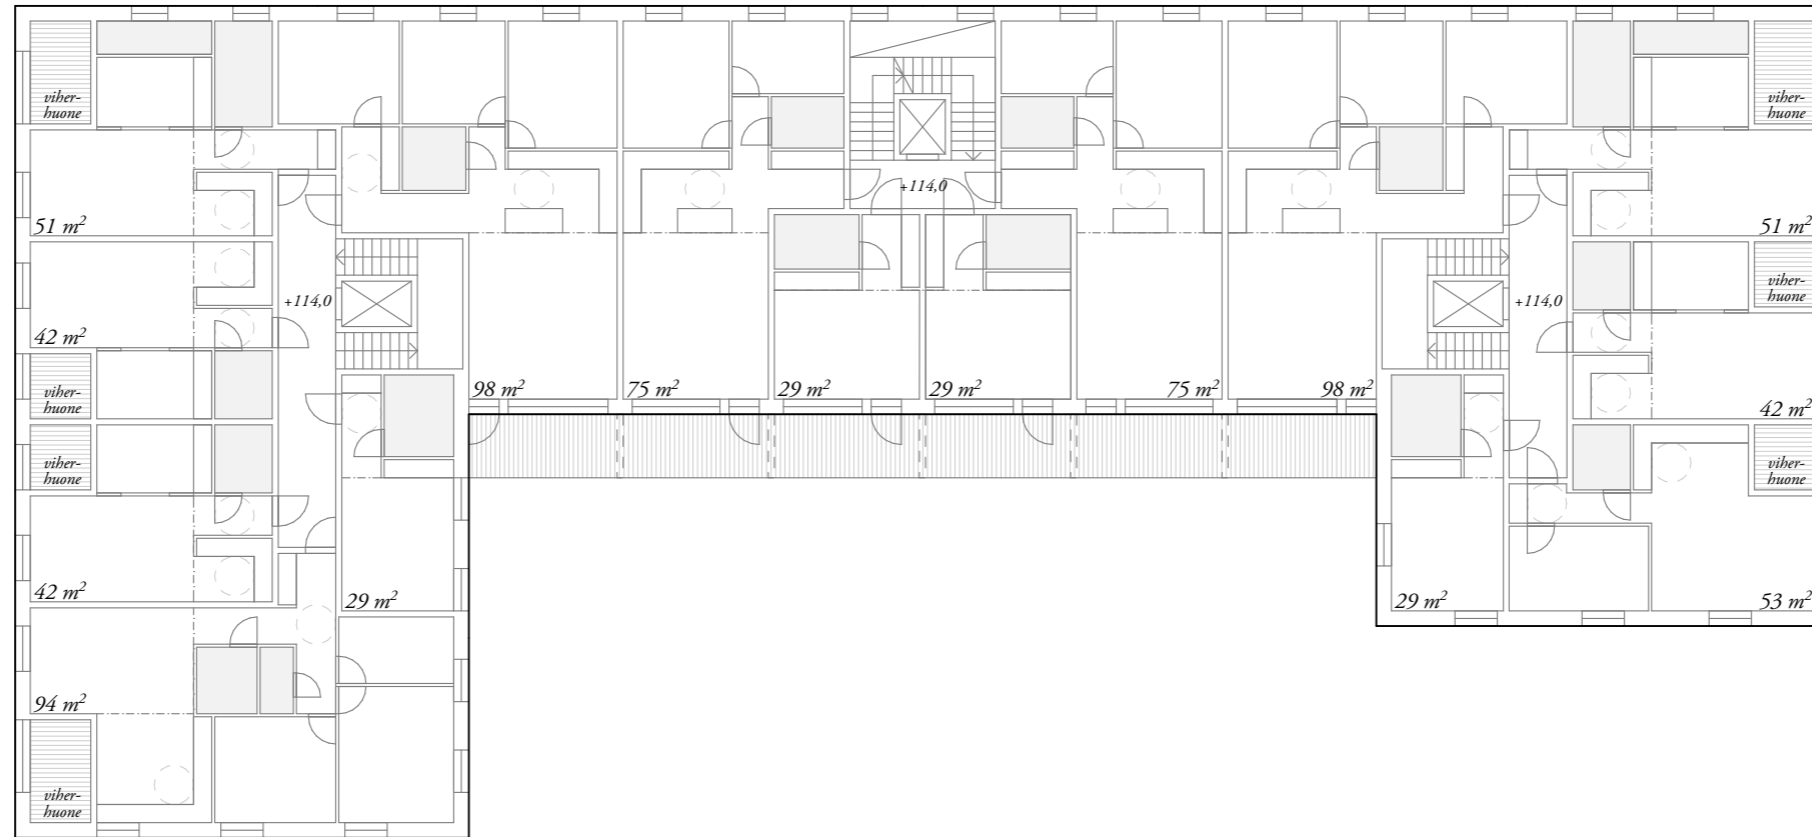 viher-
huone
viher-
huone
+114,0
51 m²
51 m²
viher-
huone
+114,0
+114,0
42 m²
viher-
huone
98 m²
75 m²
29 m²
29 m²
75 m²
98 m²
42 m²
viher-
huone
viher-
huone
42 m²
29 m²
29 m²
53 m²
94 m²
viher-
huone